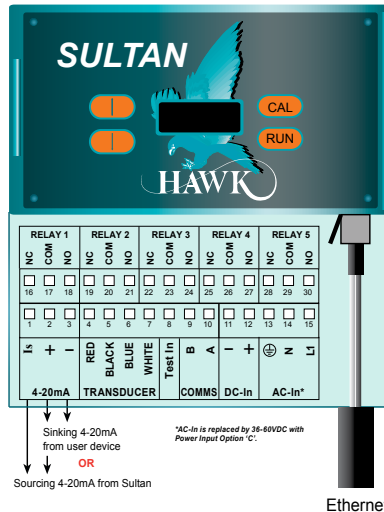 SULTAN
CAL
RUN
HAWK
RELAY 1 RELAY 2 RELAY 3 RELAY 4 RELAY 5
NC COM NO NC COM NO NC COM NO NC COM NO NC COM NO
16 17 18 19 20 21 22 23 24 25 26 27 28 29 30
1 2 3 4 5 6 7 8 9 10 11 12 13 14 15
Is + − RED BLACK BLUE WHITE Test In B A − + N L1
4-20mA TRANSDUCER COMMS DC-In AC-In*
Sinking 4-20mA
from user device
OR
Sourcing 4-20mA from Sultan
*AC-In is replaced by 36-60VDC with
Power Input Option ‘C’.
Etherne